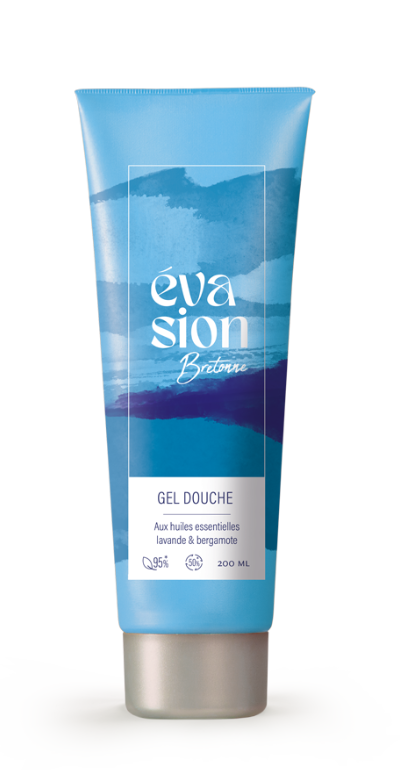 éva
sion
Bretonne
GEL DOUCHE
Aux huiles essentielles
lavande & bergamote
95%* 50% 200 ML